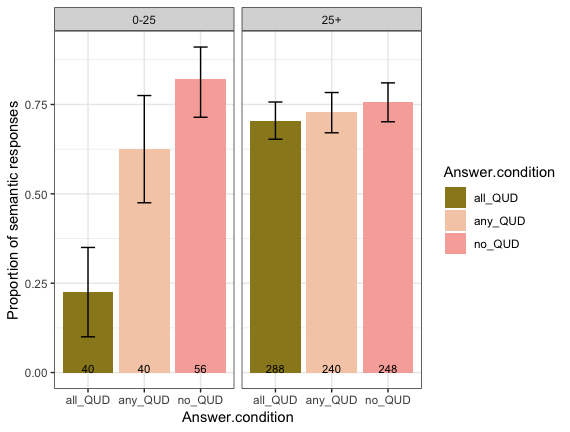 0-25
25+
Proportion of semantic responses
0.75
0.50
0.25
0.00
40
40
56
288
240
248
all_QUD
any_QUD
no_QUD
all_QUD
any_QUD
no_QUD
Answer.condition
Answer.condition
all_QUD
any_QUD
no_QUD